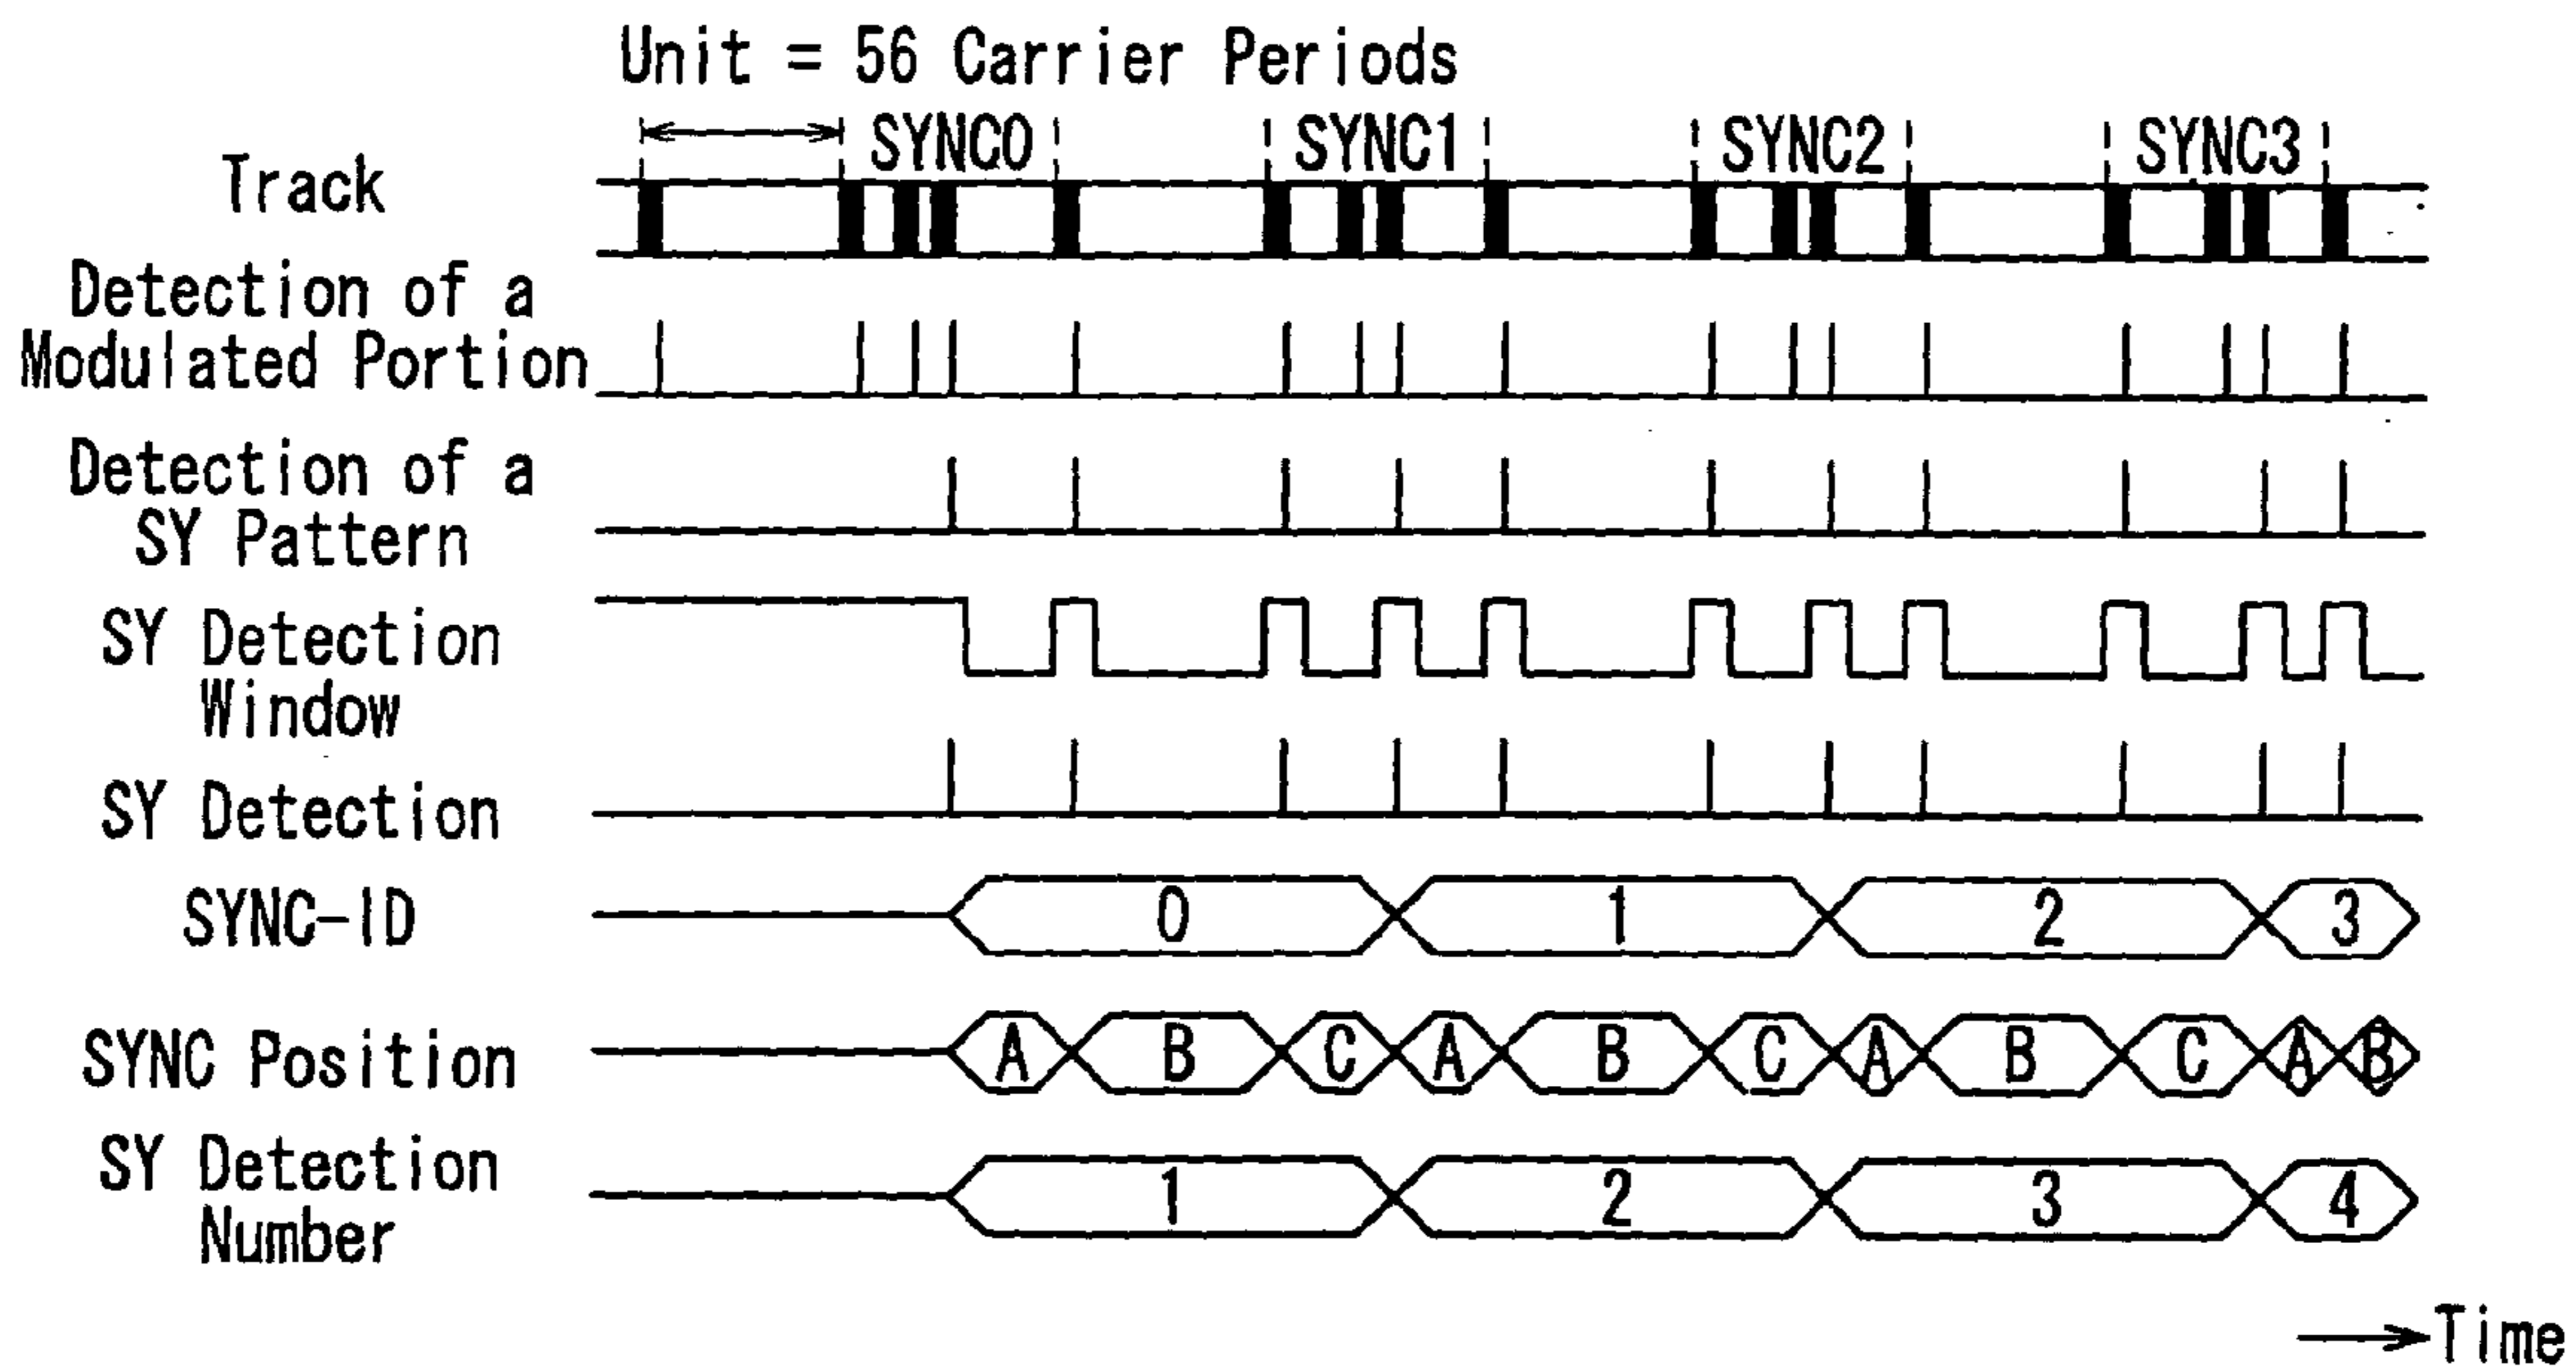 Unit = 56 Carrier Periods
SYNC0 SYNC1 SYNC2 SYNC3
Track
Detection of a
Modulated Portion
Detection of a
SY Pattern
SY Detection
Window
SY Detection
SYNC-ID 0 1 2 3
SYNC Position A B C A B C A B C A B
SY Detection
Number 1 2 3 4
Time